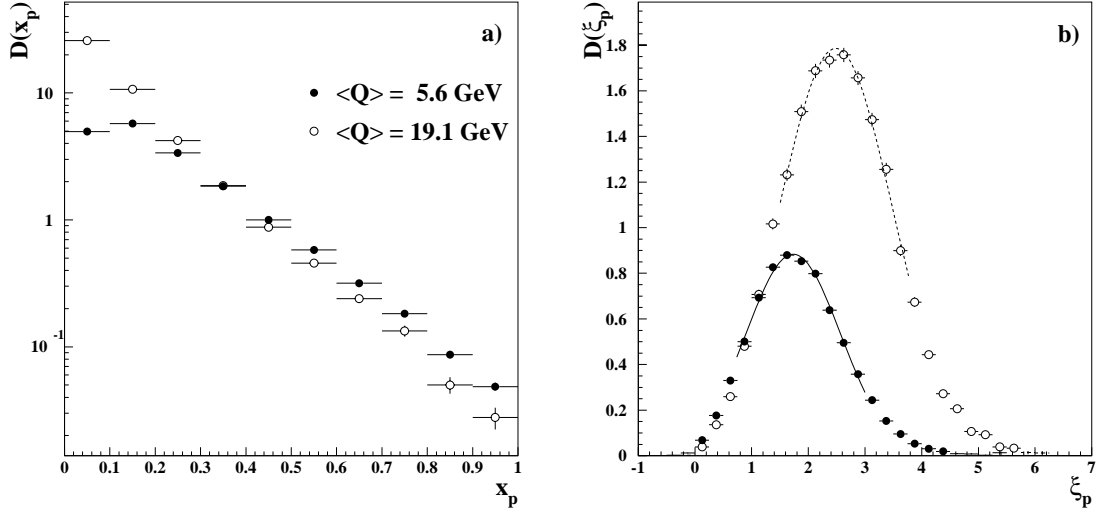 D(x_p)
a)
<Q> = 5.6 GeV
<Q> = 19.1 GeV
10
1
10^-1
0 0.1 0.2 0.3 0.4 0.5 0.6 0.7 0.8 0.9 1
x_p
D(ξ_p)
b)
1.8
1.6
1.4
1.2
1
0.8
0.6
0.4
0.2
0
-1 0 1 2 3 4 5 6 7
ξ_p